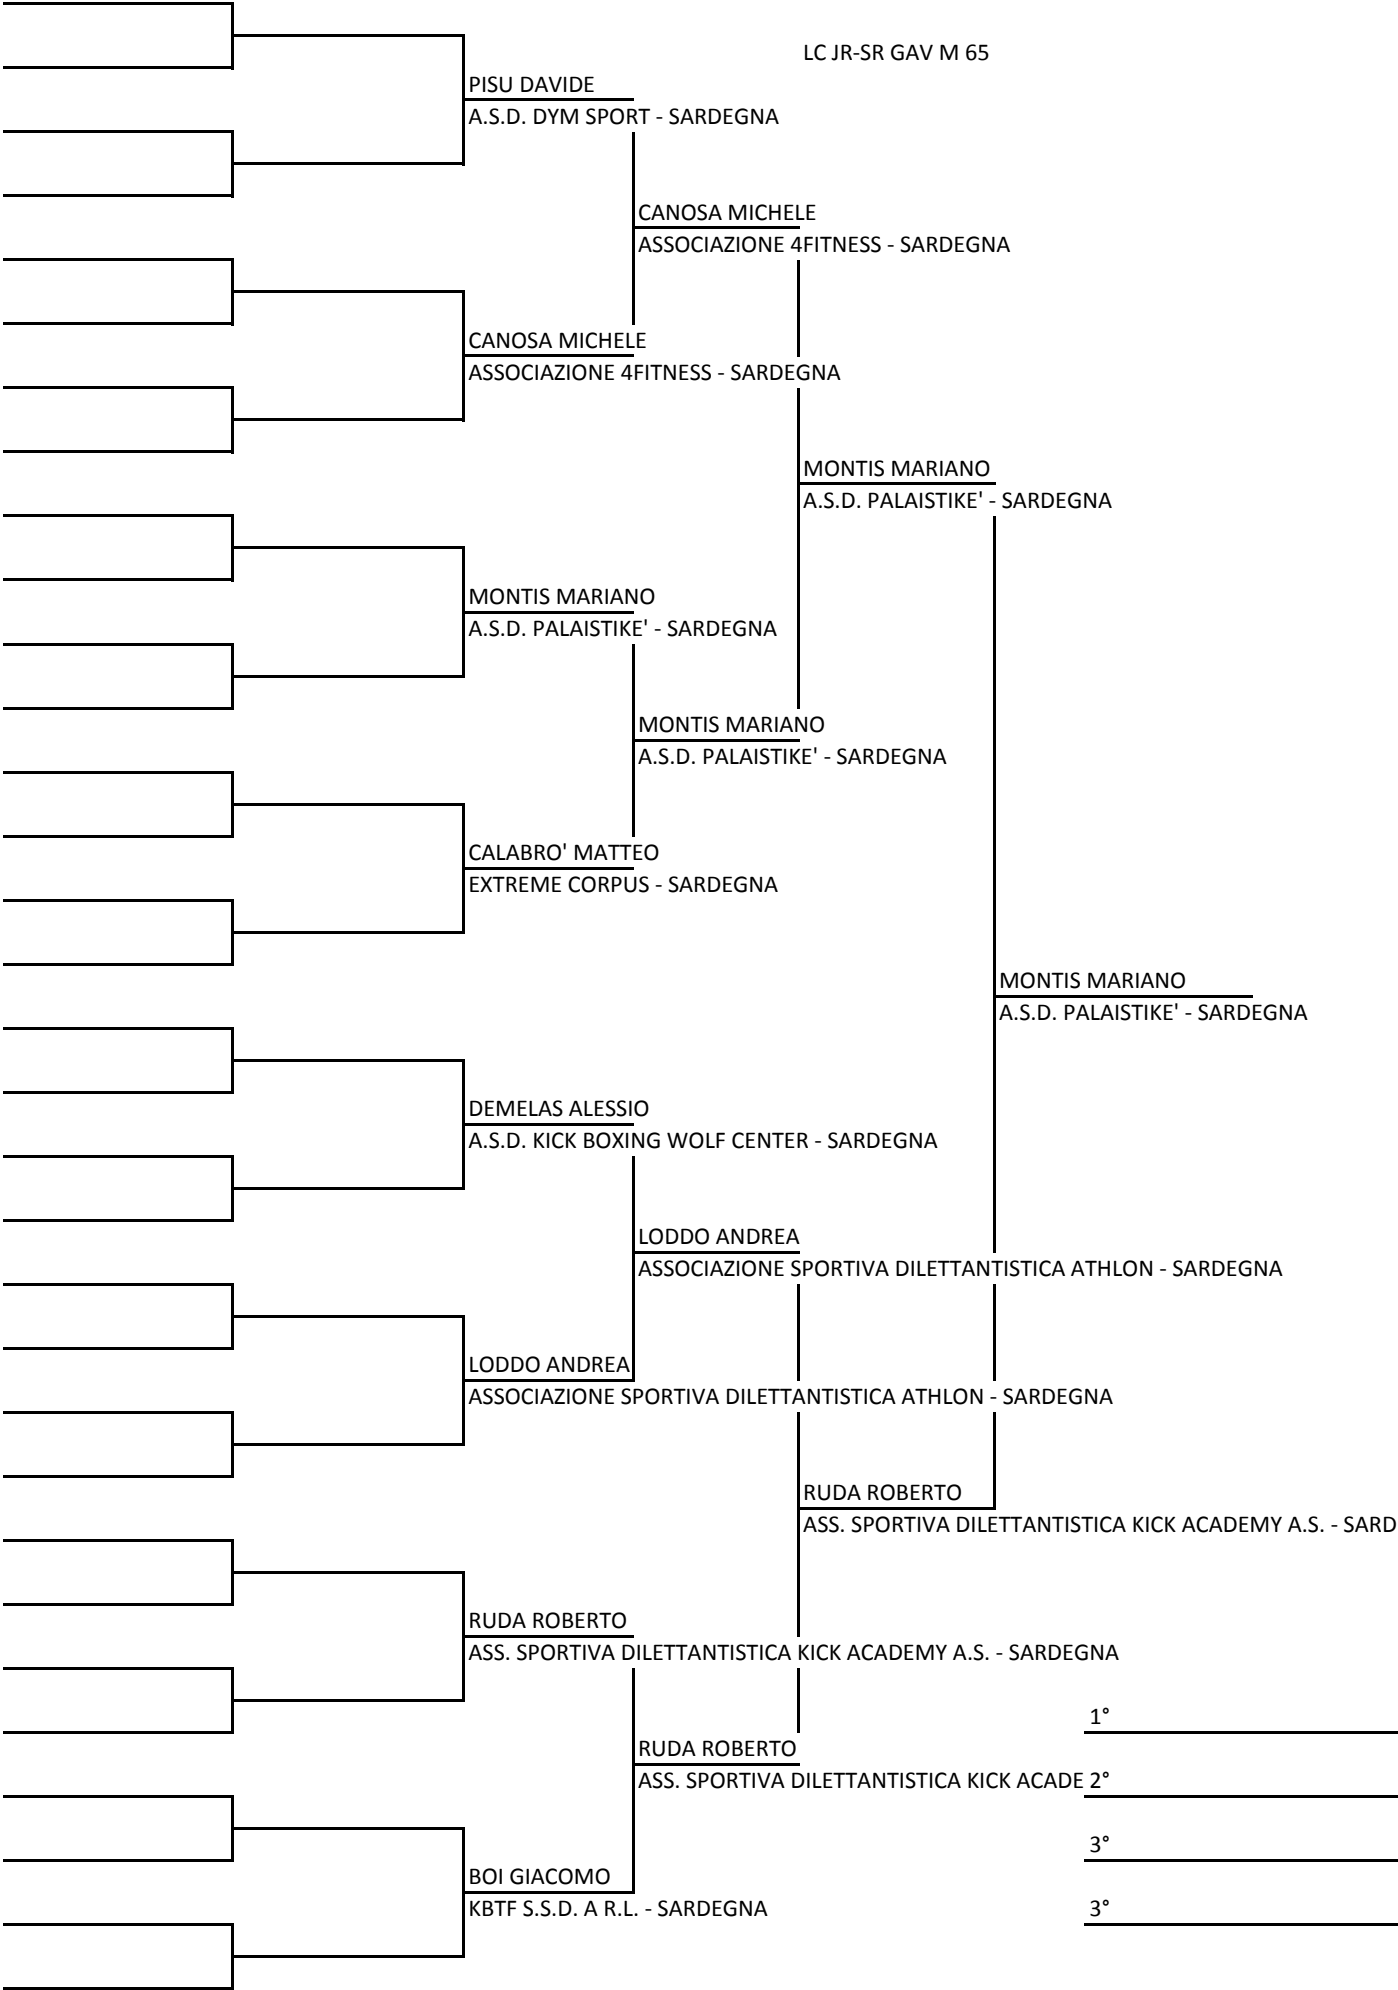 LC JR-SR GAV M 65
PISU DAVIDE
A.S.D. DYM SPORT - SARDEGNA
CANOSA MICHELE
ASSOCIAZIONE 4FITNESS - SARDEGNA
CANOSA MICHELE
ASSOCIAZIONE 4FITNESS - SARDEGNA
MONTIS MARIANO
A.S.D. PALAISTIKE' - SARDEGNA
MONTIS MARIANO
A.S.D. PALAISTIKE' - SARDEGNA
MONTIS MARIANO
A.S.D. PALAISTIKE' - SARDEGNA
CALABRO' MATTEO
EXTREME CORPUS - SARDEGNA
MONTIS MARIANO
A.S.D. PALAISTIKE' - SARDEGNA
DEMELAS ALESSIO
A.S.D. KICK BOXING WOLF CENTER - SARDEGNA
LODDO ANDREA
ASSOCIAZIONE SPORTIVA DILETTANTISTICA ATHLON - SARDEGNA
LODDO ANDREA
ASSOCIAZIONE SPORTIVA DILETTANTISTICA ATHLON - SARDEGNA
RUDA ROBERTO
ASS. SPORTIVA DILETTANTISTICA KICK ACADEMY A.S. - SARD
RUDA ROBERTO
ASS. SPORTIVA DILETTANTISTICA KICK ACADEMY A.S. - SARDEGNA
1°
RUDA ROBERTO
ASS. SPORTIVA DILETTANTISTICA KICK ACADE
2°
3°
BOI GIACOMO
KBTF S.S.D. A R.L. - SARDEGNA
3°